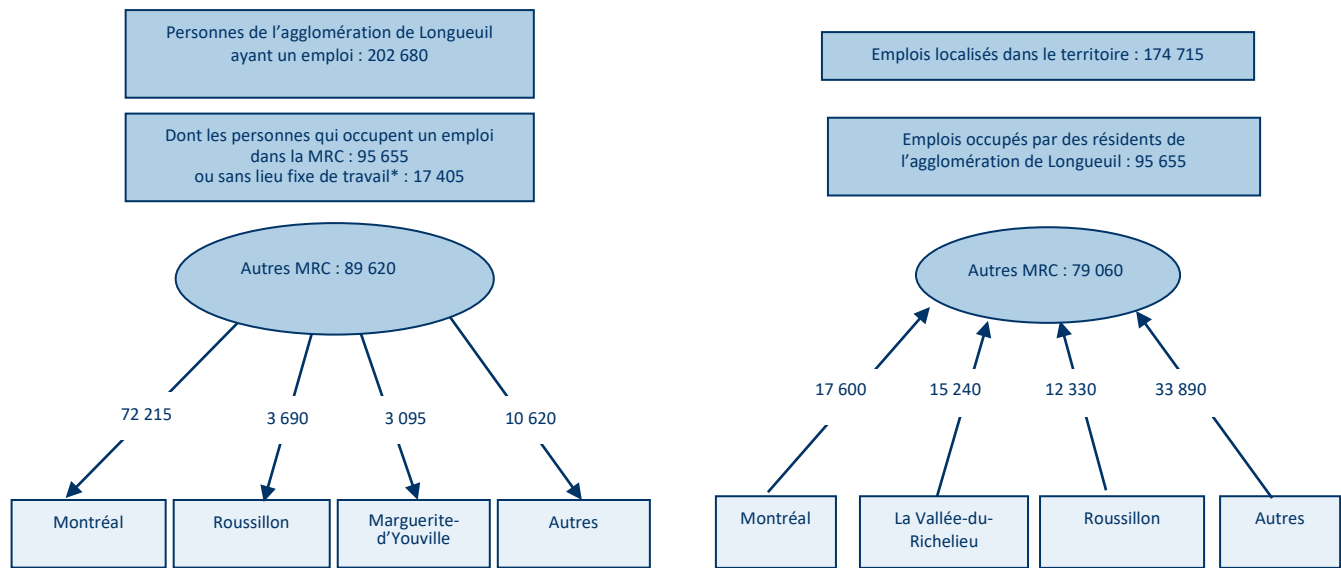 Personnes de l’agglomération de Longueuil
ayant un emploi : 202 680
Dont les personnes qui occupent un emploi
dans la MRC : 95 655
ou sans lieu fixe de travail* : 17 405
Autres MRC : 89 620
72 215
3 690
3 095
10 620
Montréal
Roussillon
Marguerite-
d’Youville
Autres
Emplois localisés dans le territoire : 174 715
Emplois occupés par des résidents de
l’agglomération de Longueuil : 95 655
Autres MRC : 79 060
17 600
15 240
12 330
33 890
Montréal
La Vallée-du-
Richelieu
Roussillon
Autres